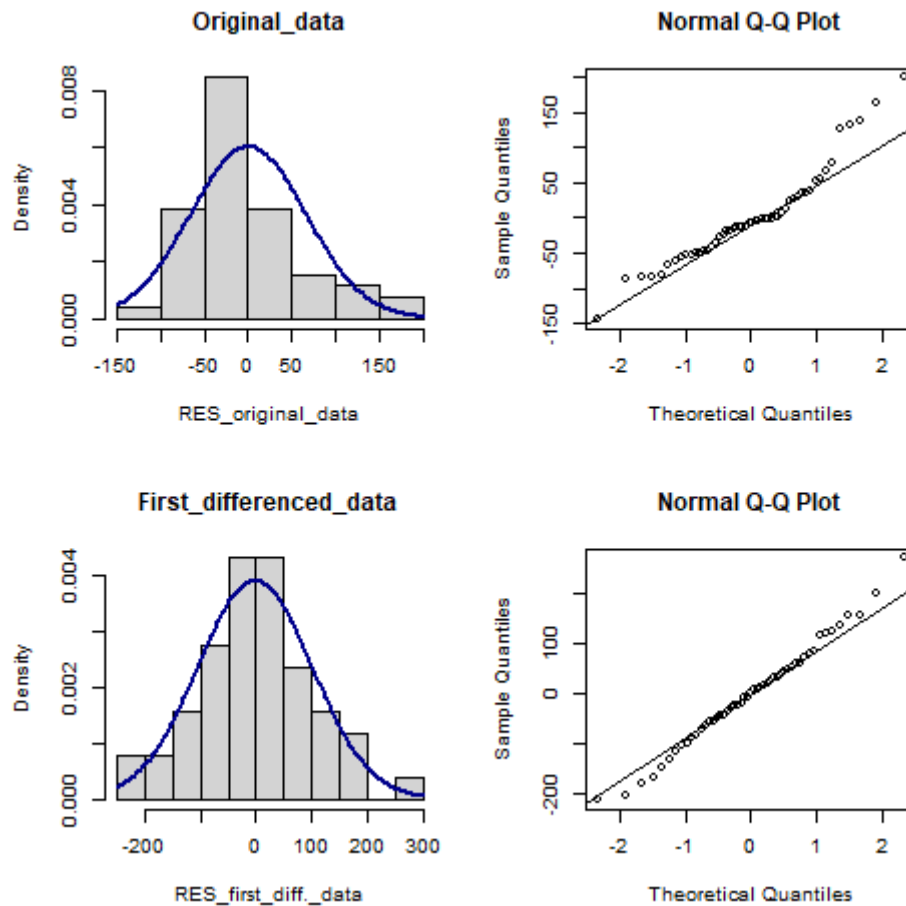 Original_data
Density
0.000 0.004 0.008
-150 -50 0 50 150
RES_original_data
Normal Q-Q Plot
Sample Quantiles
-150 -50 50 150
-2 -1 0 1 2
Theoretical Quantiles
First_differenced_data
Density
0.000 0.002 0.004
-200 0 100 200 300
RES_first_diff._data
Normal Q-Q Plot
Sample Quantiles
-200 0 100
-2 -1 0 1 2
Theoretical Quantiles